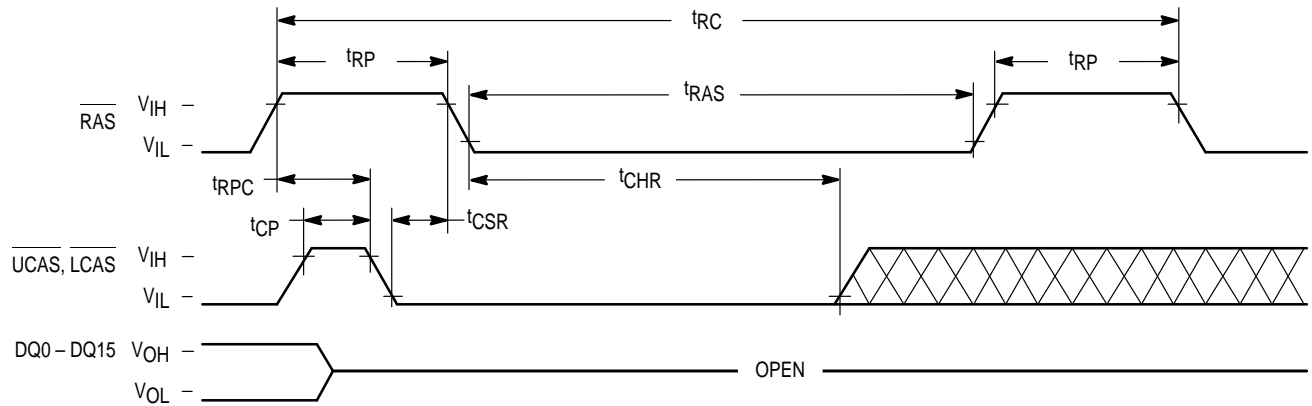 tRC
tRP
tRP
tRAS
RAS
VIH
VIL
tRPC
tCHR
tCP
tCSR
UCAS, LCAS
VIH
VIL
DQ0 – DQ15
VOH
VOL
OPEN